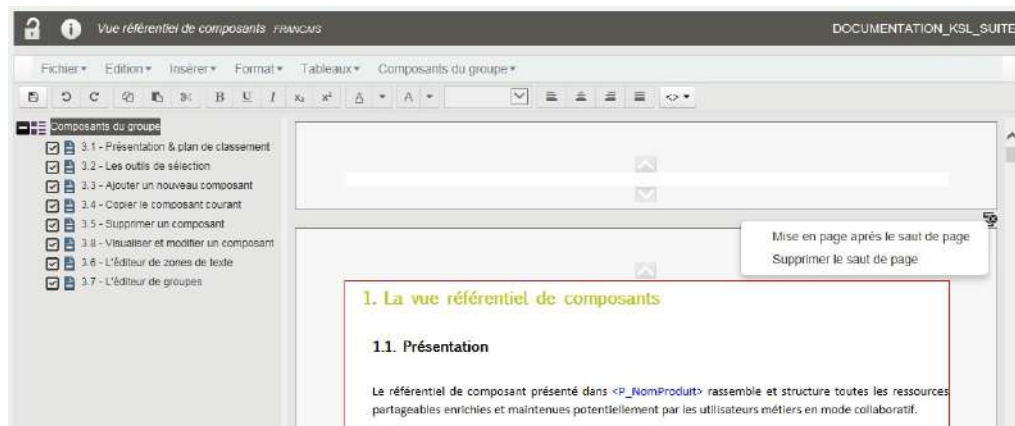 Vue référentiel de composants FRANCAIS
DOCUMENTATION_KSL_SUITE
Fichier Edition Insérer Format Tableaux Composants du groupe
B U I x₂ x² A A
Composants du groupe
3.1 - Présentation & plan de classement
3.2 - Les outils de sélection
3.3 - Ajouter un nouveau composant
3.4 - Copier le composant courant
3.5 - Supprimer un composant
3.8 - Visualiser et modifier un composant
3.6 - L'éditeur de zones de texte
3.7 - L'éditeur de groupes
Mise en page après le saut de page
Supprimer le saut de page
1. La vue référentiel de composants
1.1. Présentation
Le référentiel de composant présenté dans <P_NomProduit> rassemble et structure toutes les ressources
partageables enrichies et maintenues potentiellement par les utilisateurs métiers en mode collaboratif.